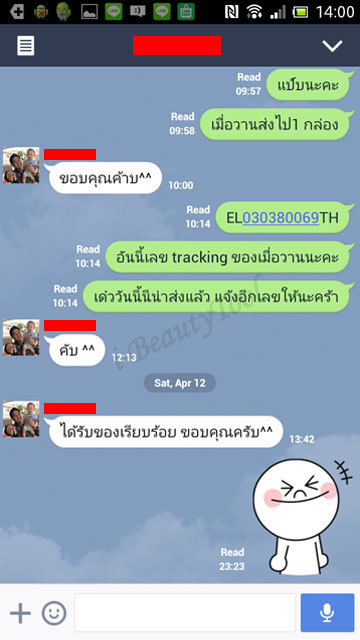 14:00
Read
09:57
แป๊บนะคะ
Read
09:58
เมื่อวานส่งไป1 กล่อง
ขอบคุณค้าบ^^
10:00
Read
10:14
EL030380069TH
Read
10:14
อันนี้เลข tracking ของเมื่อวานนะคะ
Read
10:14
เด๋ววันนี้นีน่าส่งแล้ว แจ้งอีกเลขให้นะคร้า
คับ ^^
12:13
i-BeautyTool
Sat, Apr 12
ได้รับของเรียบร้อย ขอบคุณครับ^^
13:42
Read
23:23